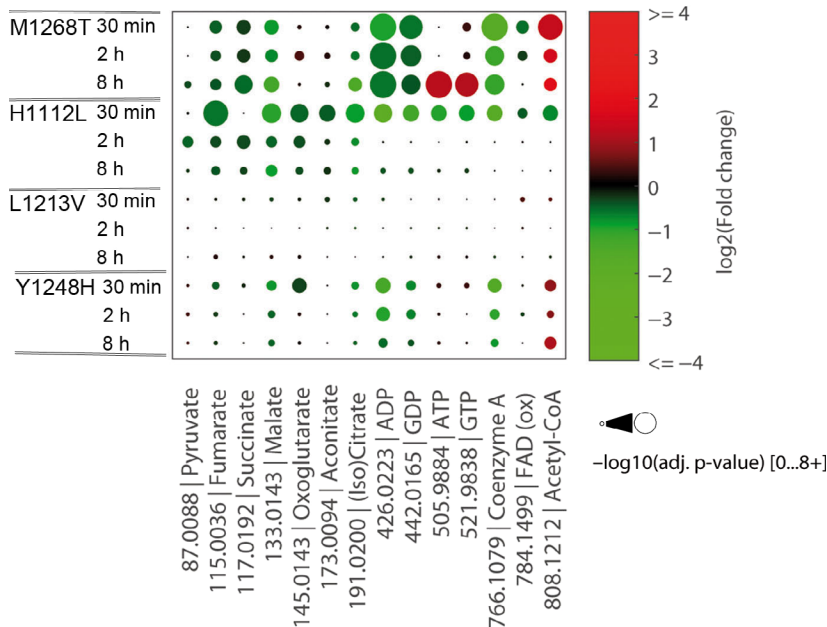 M1268T 30 min
2 h
8 h
H1112L 30 min
2 h
8 h
L1213V 30 min
2 h
8 h
Y1248H 30 min
2 h
8 h
>= 4
3
2
1
0
−1
−2
−3
<= −4
log2(Fold change)
87.0088 | Pyruvate
115.0036 | Fumarate
117.0192 | Succinate
133.0143 | Malate
145.0143 | Oxoglutarate
173.0094 | Aconitate
191.0200 | (Iso)Citrate
426.0223 | ADP
442.0165 | GDP
505.9884 | ATP
521.9838 | GTP
766.1079 | Coenzyme A
784.1499 | FAD (ox)
808.1212 | Acetyl-CoA
−log10(adj. p-value) [0...8+]